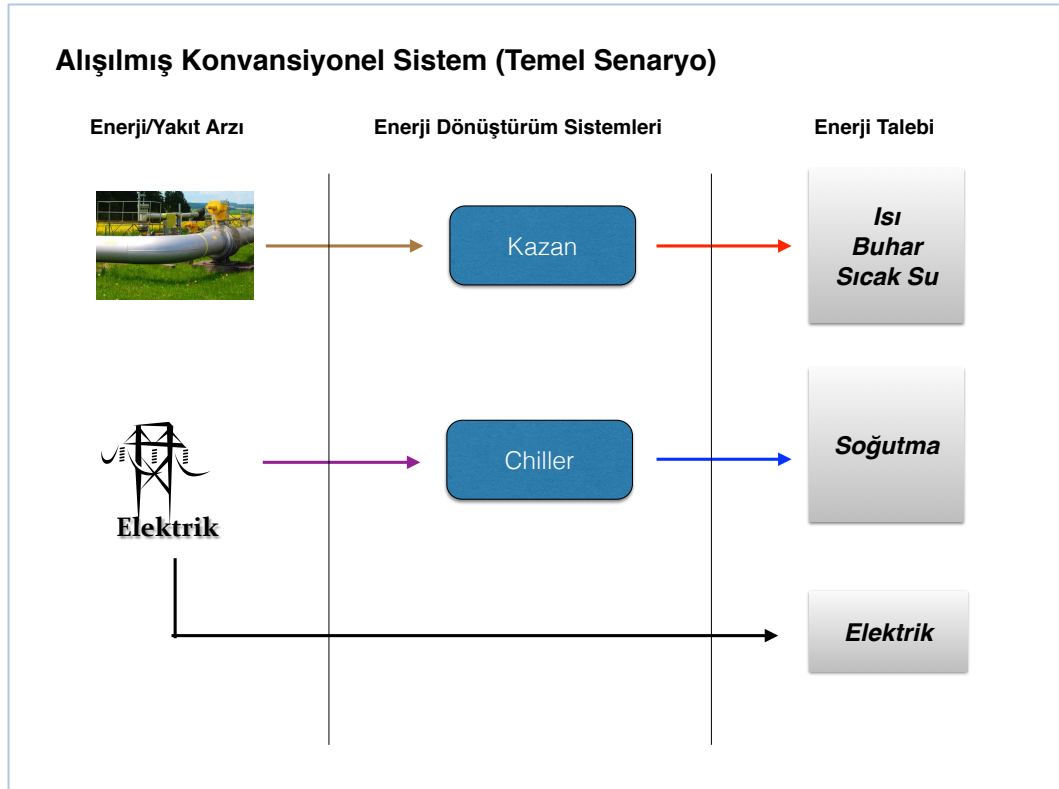 Alışılmış Konvansiyonel Sistem (Temel Senaryo)
Enerji/Yakıt Arzı
Enerji Dönüştürüm Sistemleri
Enerji Talebi
Kazan
Isı
Buhar
Sıcak Su
Elektrik
Chiller
Soğutma
Elektrik